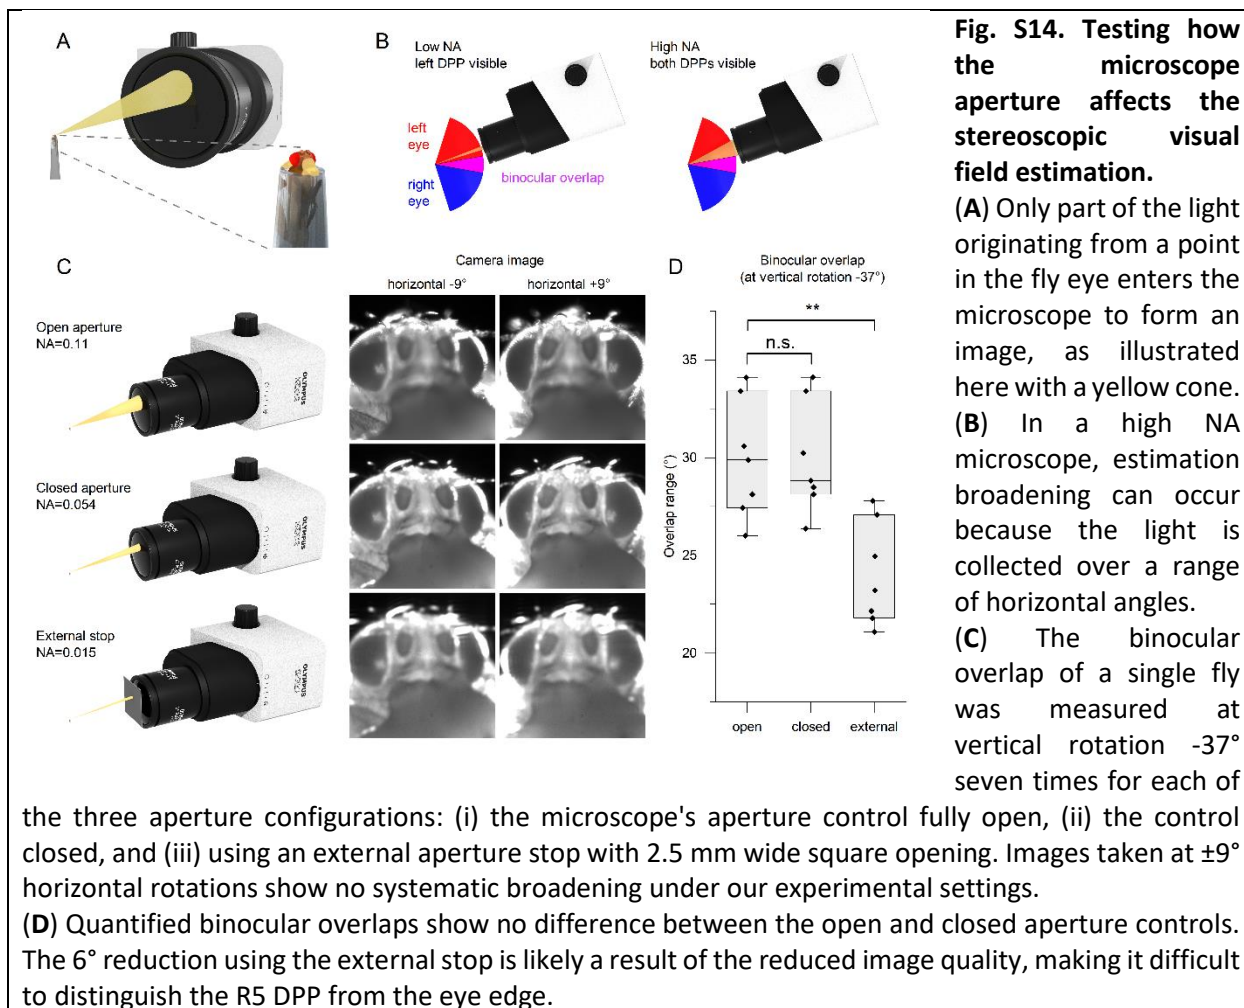 A
B
Low NA
left DPP visible
High NA
both DPPs visible
left
eye
right
eye
binocular overlap
C
Camera image
horizontal -9°
horizontal +9°
Open aperture
NA=0.11
OLYMPUS
Closed aperture
NA=0.054
OLYMPUS
External stop
NA=0.015
OLYMPUS
D
Binocular overlap
(at vertical rotation -37°)
**
n.s.
35
30
25
20
Overlap range (°)
open
closed
external
Fig. S14. Testing how
the microscope
aperture affects the
stereoscopic visual
field estimation.
(A) Only part of the light
originating from a point
in the fly eye enters the
microscope to form an
image, as illustrated
here with a yellow cone.
(B) In a high NA
microscope, estimation
broadening can occur
because the light is
collected over a range
of horizontal angles.
(C) The binocular
overlap of a single fly
was measured at
vertical rotation -37°
seven times for each of
the three aperture configurations: (i) the microscope's aperture control fully open, (ii) the control
closed, and (iii) using an external aperture stop with 2.5 mm wide square opening. Images taken at ±9°
horizontal rotations show no systematic broadening under our experimental settings.
(D) Quantified binocular overlaps show no difference between the open and closed aperture controls.
The 6° reduction using the external stop is likely a result of the reduced image quality, making it difficult
to distinguish the R5 DPP from the eye edge.